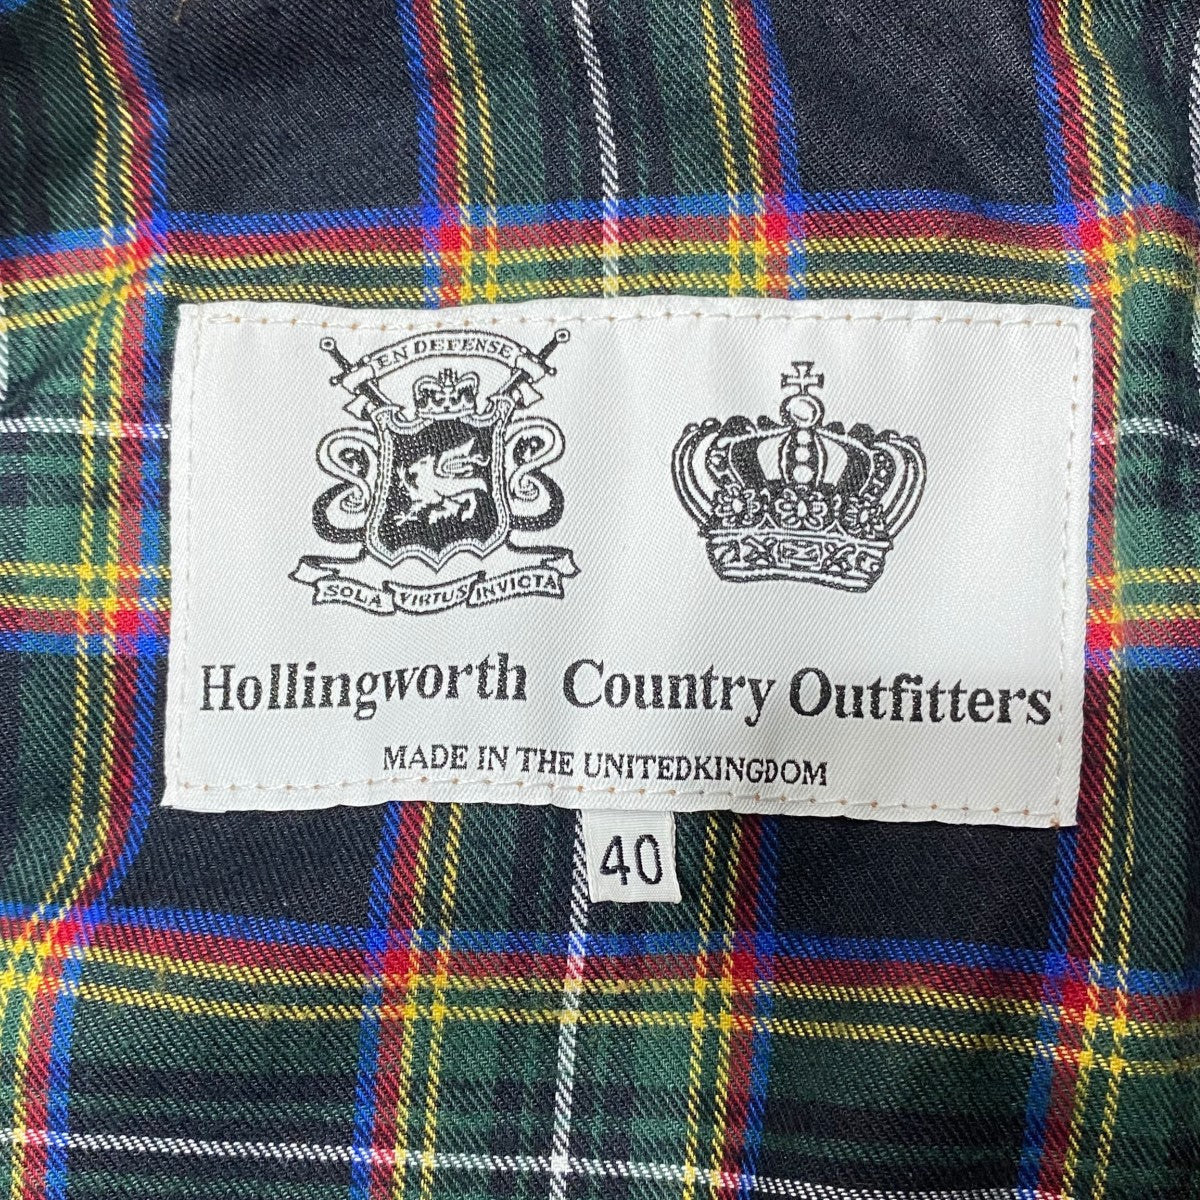 EN DEFENSE
SOLA VIRTUS INVICTA
Hollingworth Country Outfitters
MADE IN THE UNITEDKINGDOM
40